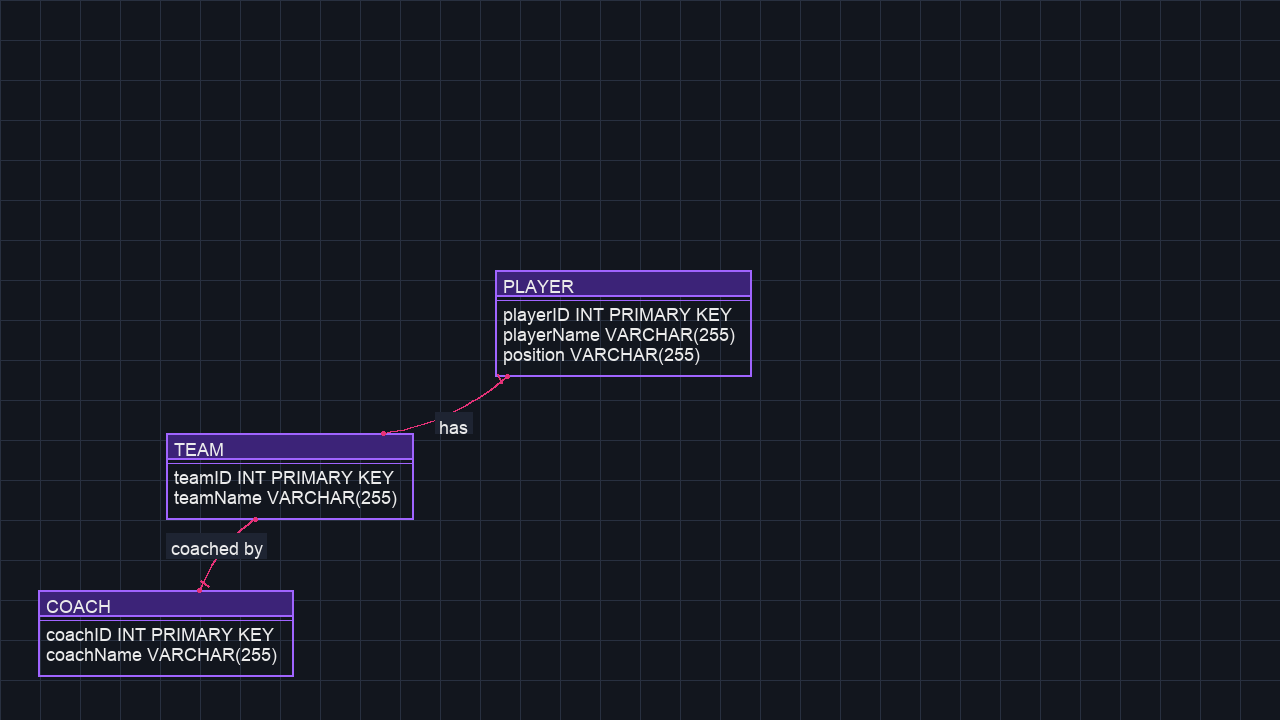 PLAYER
playerID INT PRIMARY KEY
playerName VARCHAR(255)
position VARCHAR(255)
has
TEAM
teamID INT PRIMARY KEY
teamName VARCHAR(255)
coached by
COACH
coachID INT PRIMARY KEY
coachName VARCHAR(255)